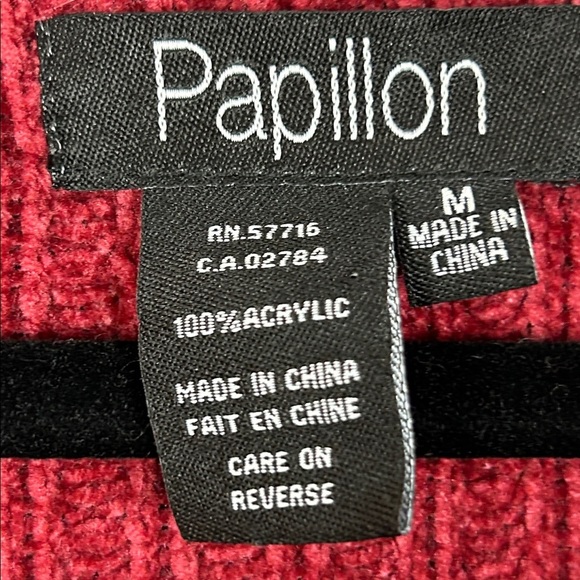 Papillon
M
MADE IN
CHINA
RN.57716
C.A.02784
100%ACRYLIC
MADE IN CHINA
FAIT EN CHINE
CARE ON
REVERSE